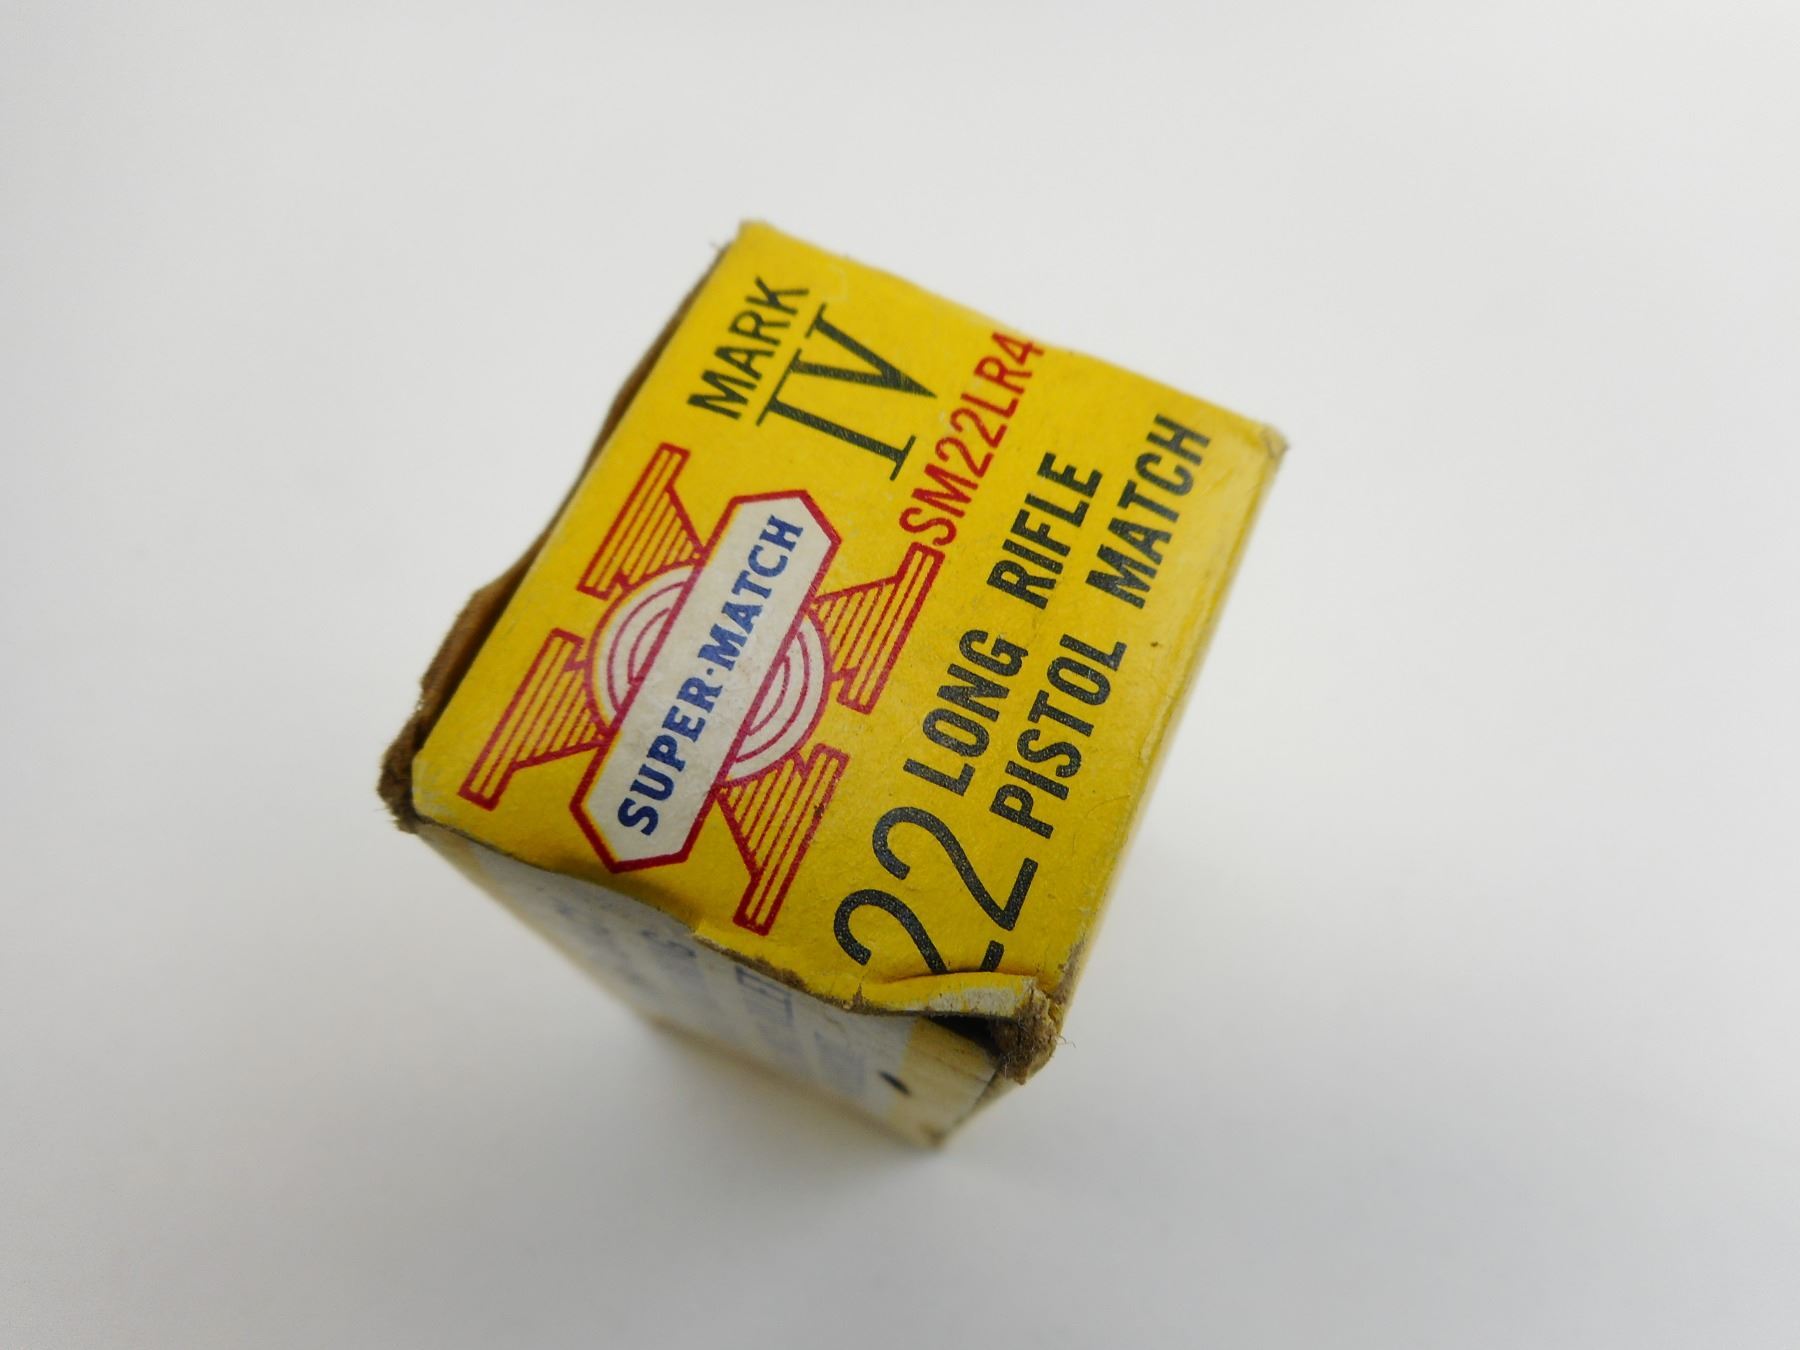 MARK
IV
SUPER·MATCH
SM22LR4
22 LONG RIFLE
PISTOL MATCH